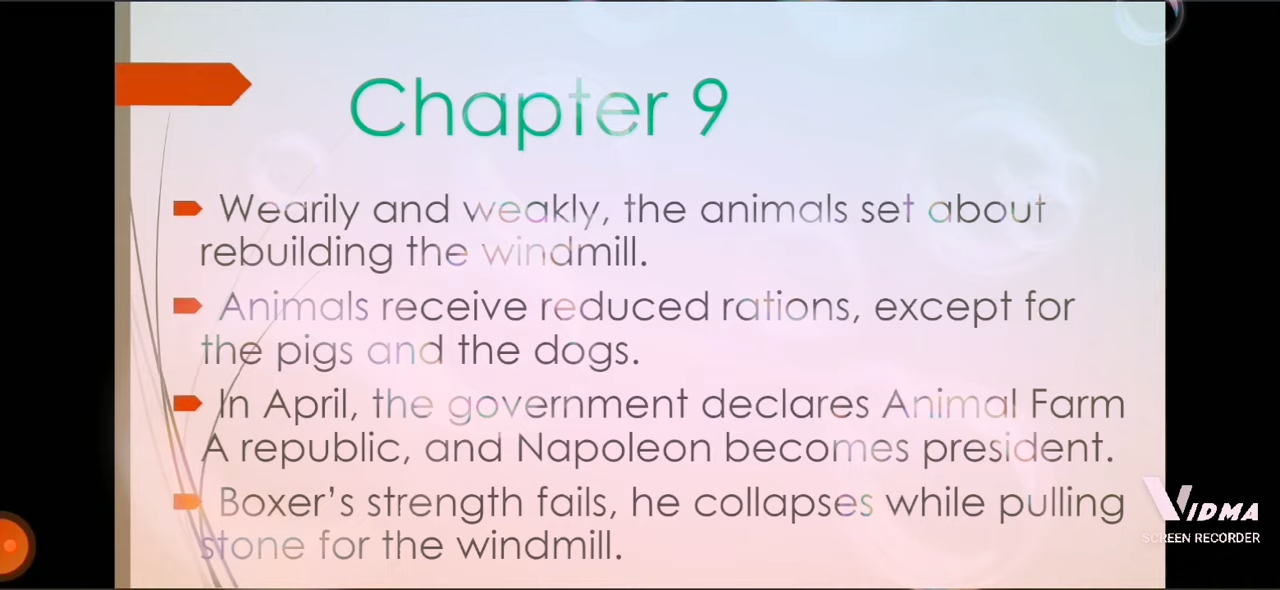 Chapter 9
Wearily and weakly, the animals set about
rebuilding the windmill.
Animals receive reduced rations, except for
the pigs and the dogs.
In April, the government declares Animal Farm
A republic, and Napoleon becomes president.
Boxer’s strength fails, he collapses while pulling
stone for the windmill.
VIDMA
SCREEN RECORDER